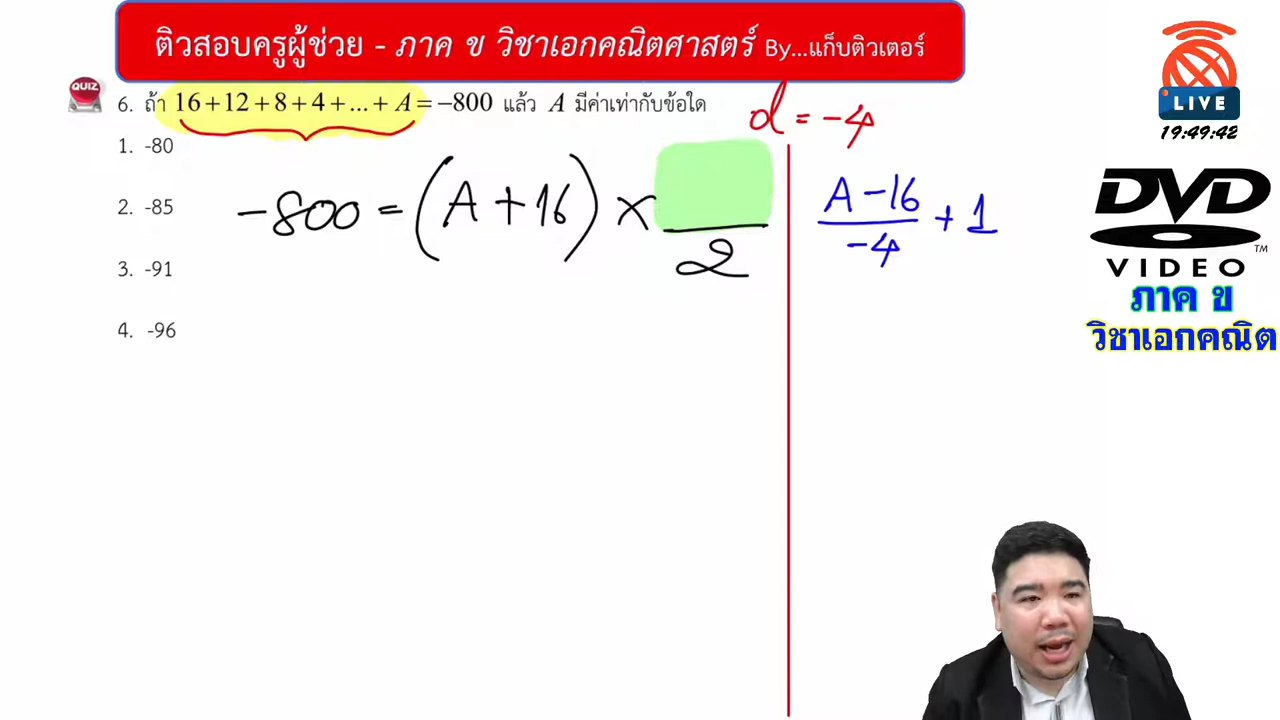 ติวสอบครูผู้ช่วย - ภาค ข วิชาเอกคณิตศาสตร์ By...แก็บติวเตอร์
QUIZ
6. ถ้า 16+12+8+4+...+A=-800 แล้ว A มีค่าเท่ากับข้อใด
d = -4
LIVE
19:49:42
1. -80
2. -85
3. -91
4. -96
-800 = (A + 16) × __/2
(A - 16)/-4 + 1
DVD
TM
VIDEO
ภาค ข
วิชาเอกคณิต